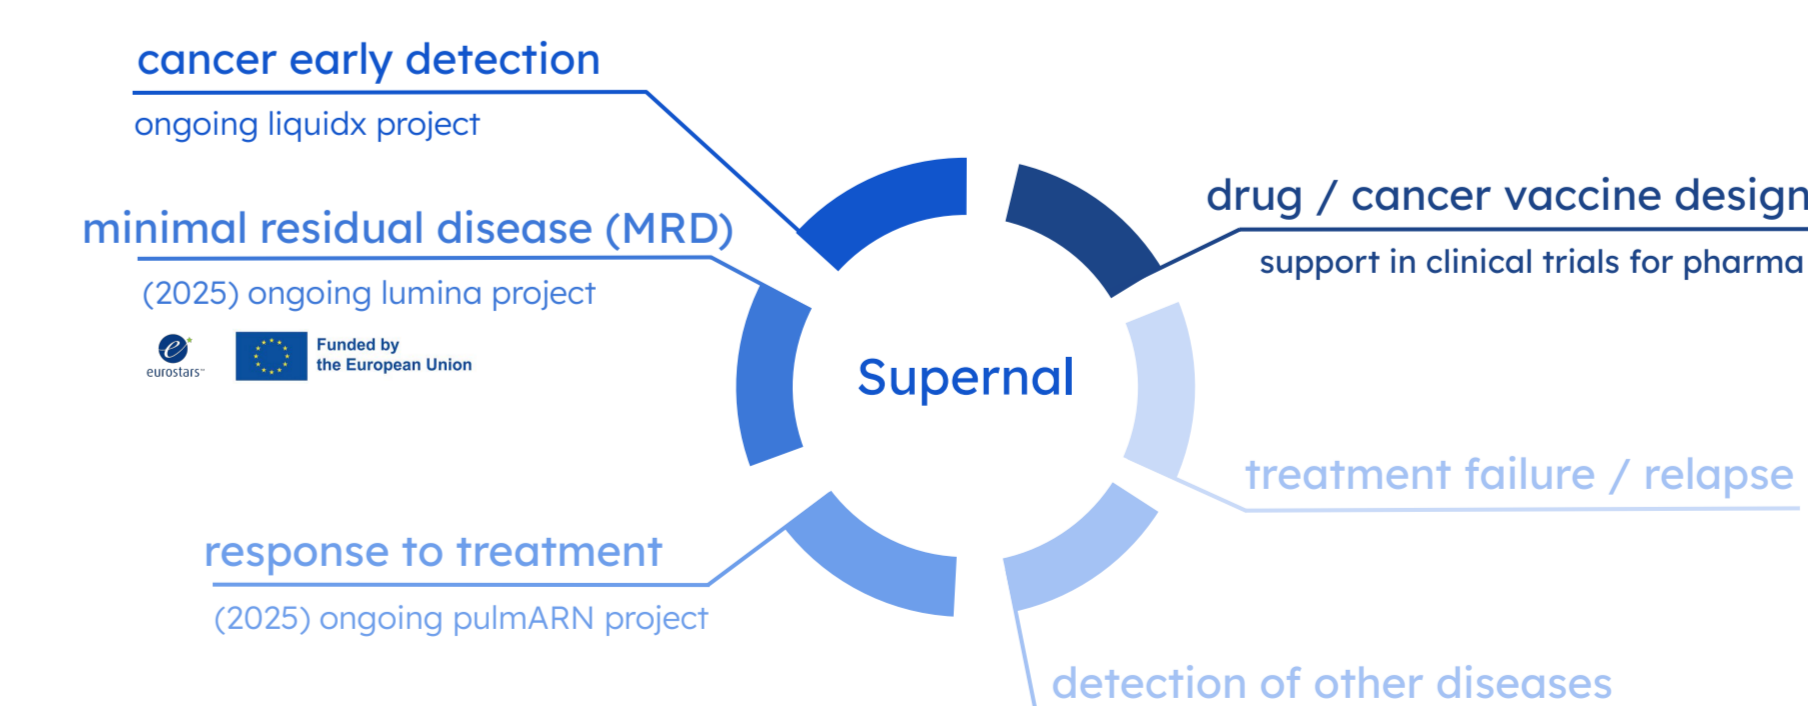 cancer early detection
ongoing liquidx project
minimal residual disease (MRD)
(2025) ongoing lumina project
e
eurostars™
Funded by
the European Union
response to treatment
(2025) ongoing pulmARN project
Supernal
drug / cancer vaccine design
support in clinical trials for pharma
treatment failure / relapse
detection of other diseases